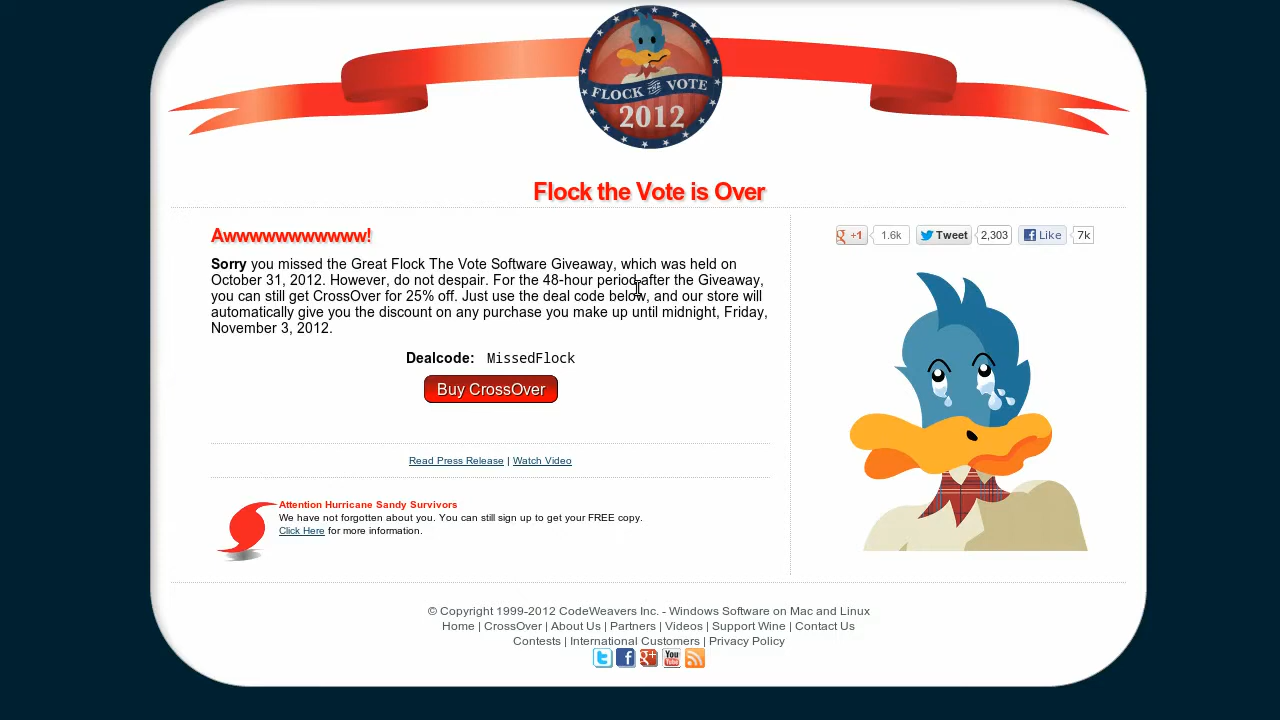 FLOCK THE VOTE
2012
Flock the Vote is Over
Awwwwwwwwwww!
Sorry you missed the Great Flock The Vote Software Giveaway, which was held on
October 31, 2012. However, do not despair. For the 48-hour period after the Giveaway,
you can still get CrossOver for 25% off. Just use the deal code below, and our store will
automatically give you the discount on any purchase you make up until midnight, Friday,
November 3, 2012.
Dealcode: MissedFlock
Buy CrossOver
Read Press Release | Watch Video
Attention Hurricane Sandy Survivors
We have not forgotten about you. You can still sign up to get your FREE copy.
Click Here for more information.
g +1 1.6k Tweet 2,303 f Like 7k
© Copyright 1999-2012 CodeWeavers Inc. - Windows Software on Mac and Linux
Home | CrossOver | About Us | Partners | Videos | Support Wine | Contact Us
Contests | International Customers | Privacy Policy
t f g+ You Tube